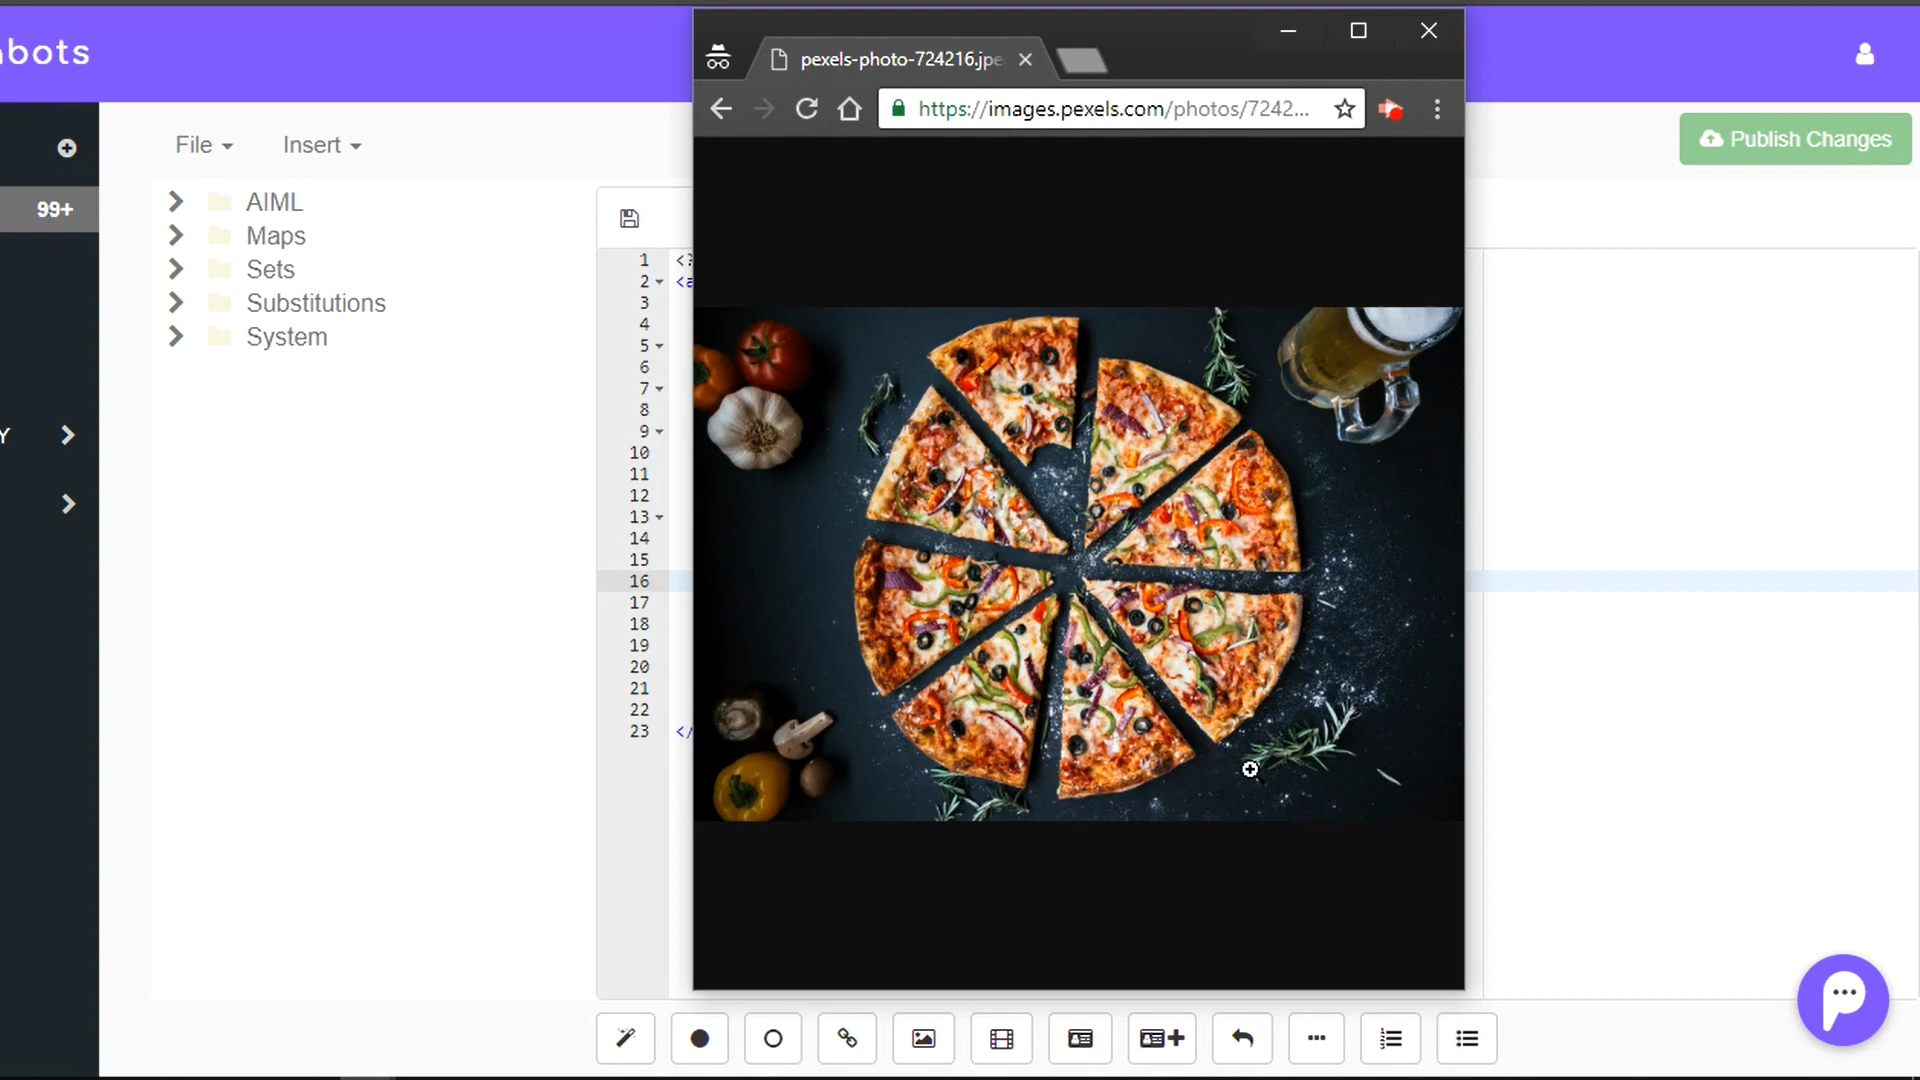 bots
pexels-photo-724216.jpe
https://images.pexels.com/photos/7242...
File
Insert
Publish Changes
99+
AIML
Maps
Sets
Substitutions
System
Y
1 <?
2 <a
3
4
5
6
7
8
9
10
11
12
13
14
15
16
17
18
19
20
21
22
23 </